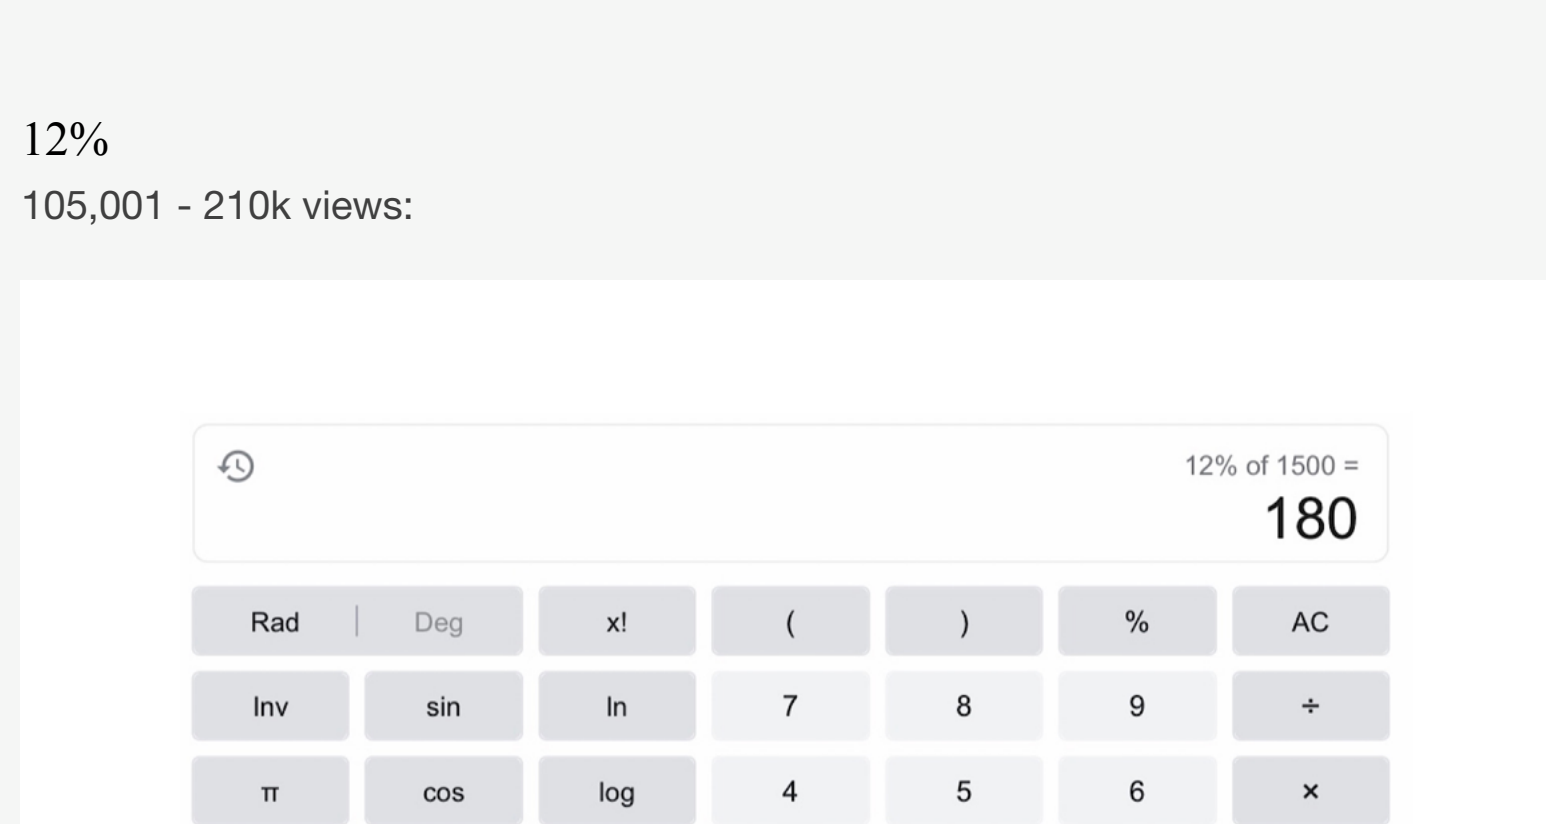 12%
105,001 - 210k views:
12% of 1500 =
180
Rad | Deg x! ( ) % AC
Inv sin ln 7 8 9 ÷
π cos log 4 5 6 ×